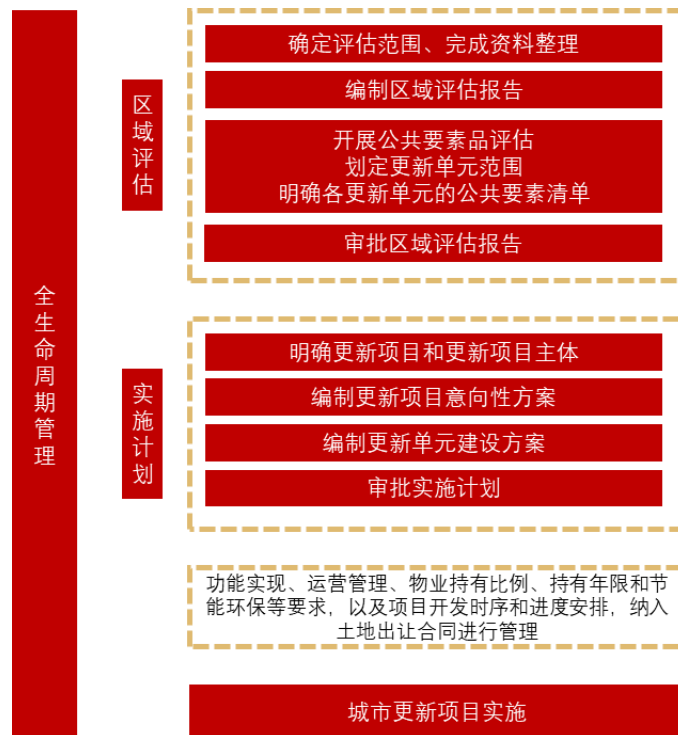 全生命周期管理
区域评估
确定评估范围、完成资料整理
编制区域评估报告
开展公共要素品评估
划定更新单元范围
明确各更新单元的公共要素清单
审批区域评估报告
实施计划
明确更新项目和更新项目主体
编制更新项目意向性方案
编制更新单元建设方案
审批实施计划
功能实现、运营管理、物业持有比例、持有年限和节
能环保等要求，以及项目开发时序和进度安排，纳入
土地出让合同进行管理
城市更新项目实施